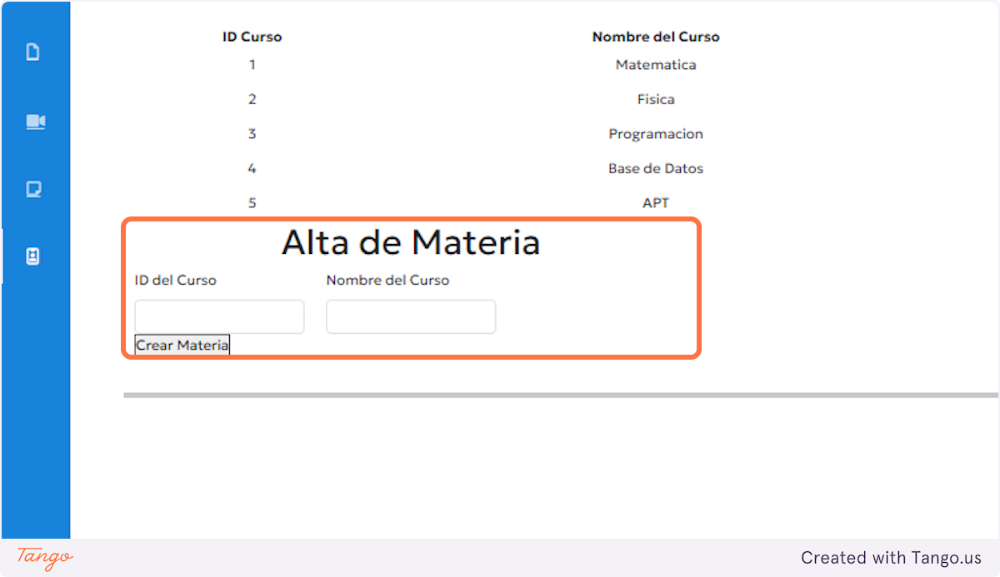 ID Curso Nombre del Curso
1 Matematica
2 Fisica
3 Programacion
4 Base de Datos
5 APT
Alta de Materia
ID del Curso Nombre del Curso
Crear Materia
Tango Created with Tango.us